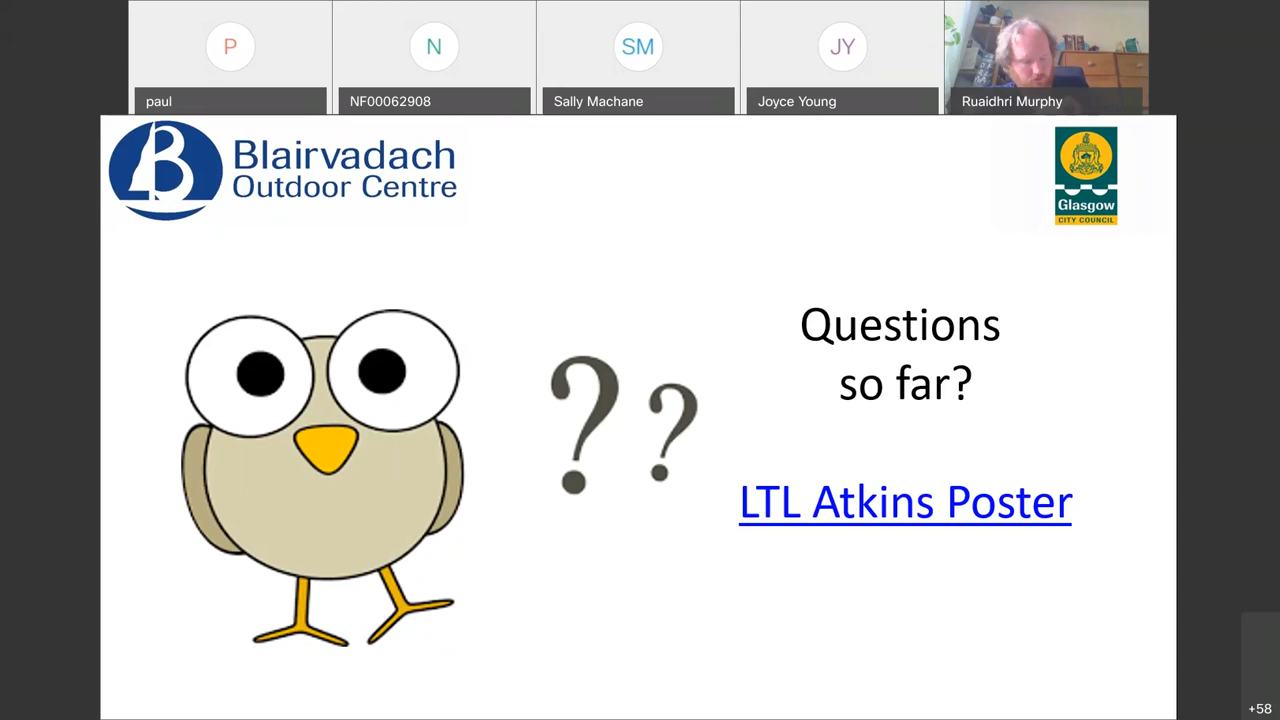 P
N
SM
JY
paul
NF00062908
Sally Machane
Joyce Young
Ruaidhri Murphy
B
Blairvadach
Outdoor Centre
Glasgow
CITY COUNCIL
? ?
Questions
so far?
LTL Atkins Poster
+58